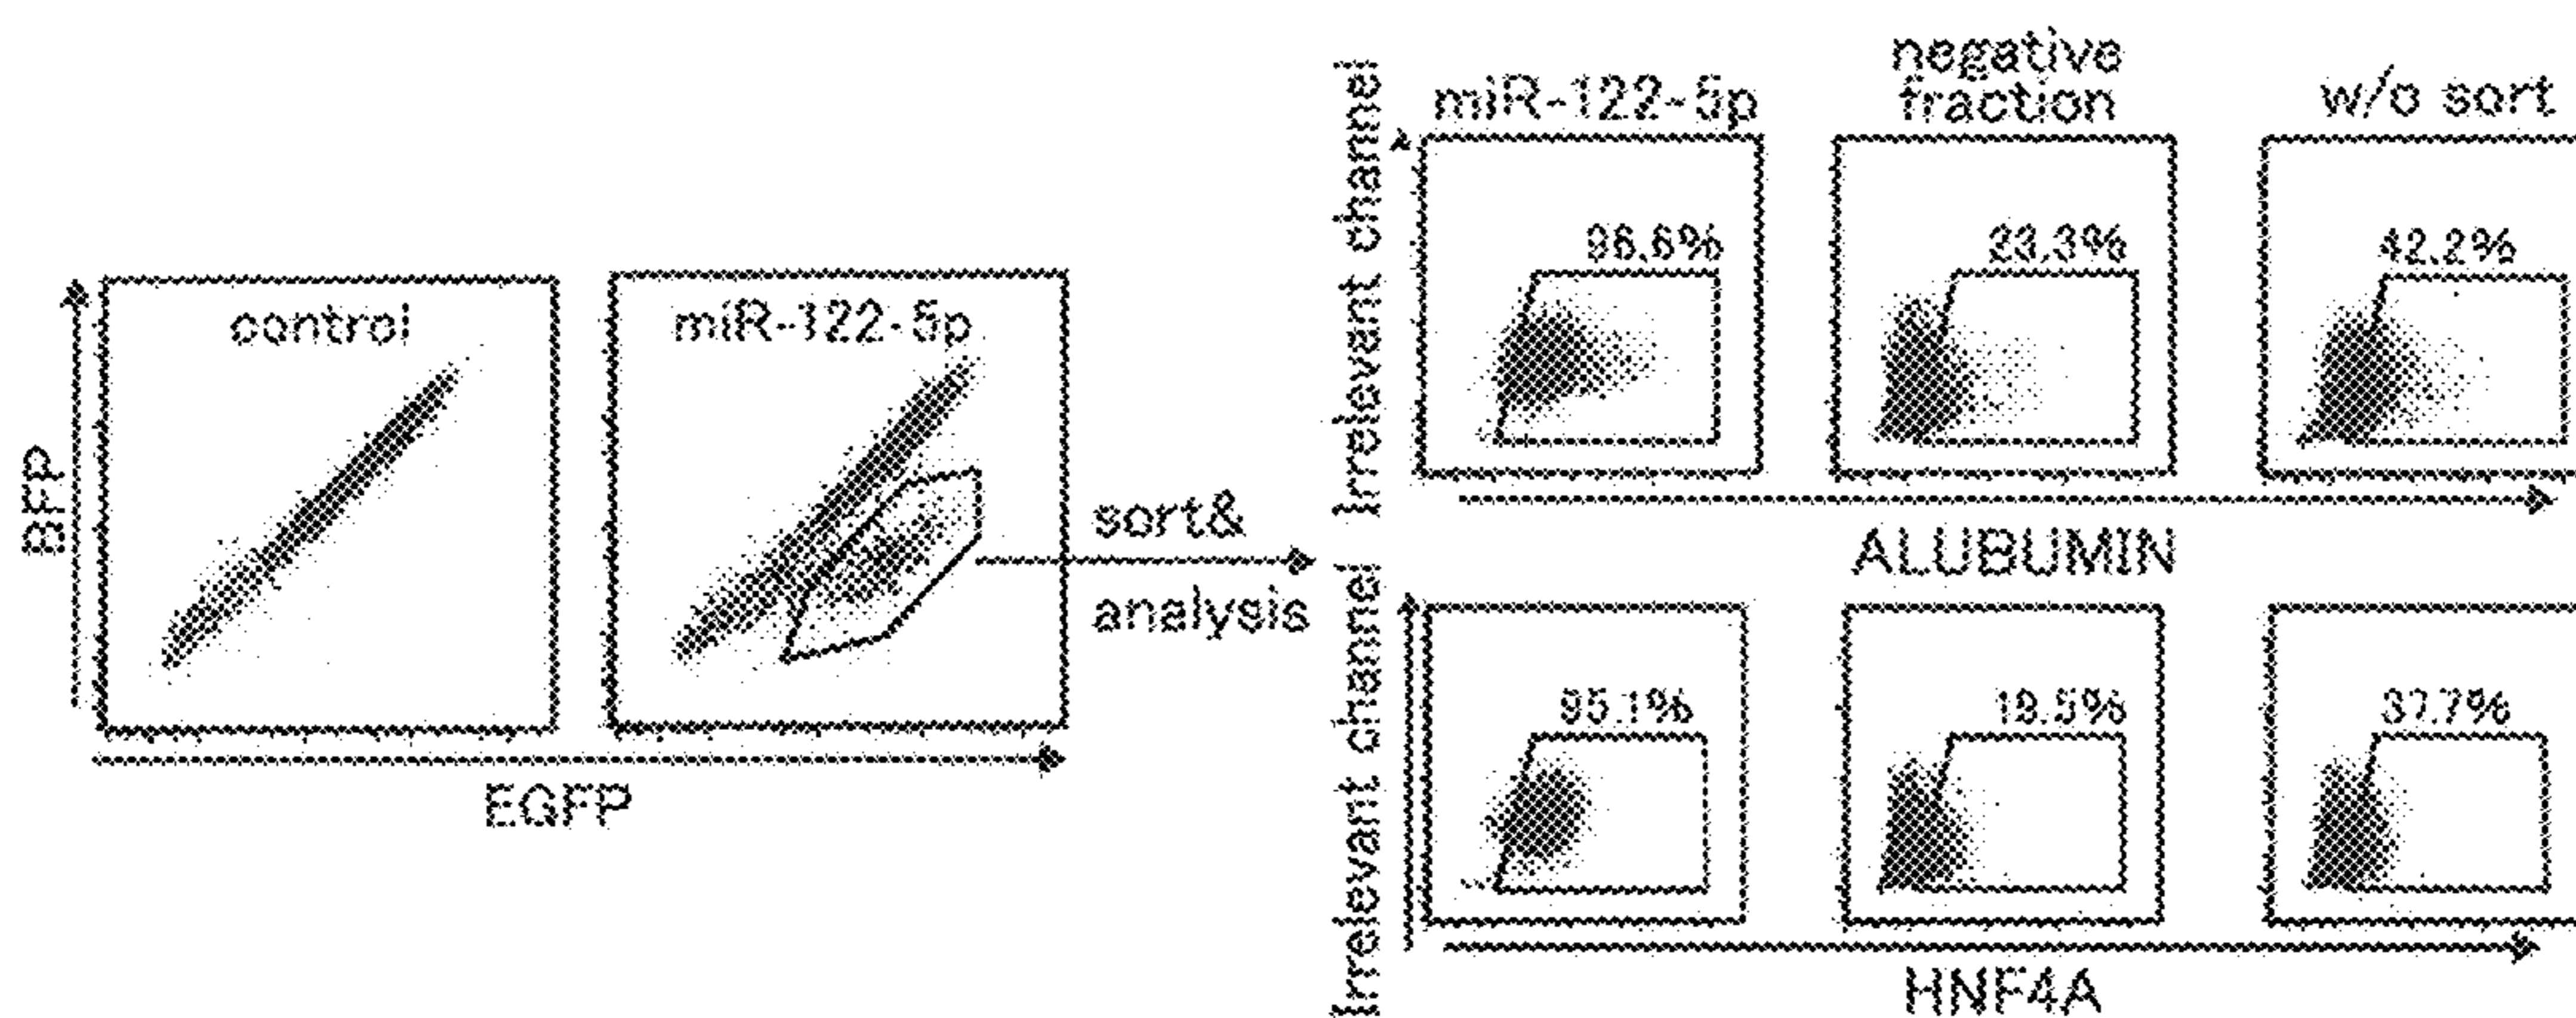 BFP
control
miR-122-5p
EGFP
sort&
analysis
Irrelevant channel
miR-122-5p
negative
fraction
w/o sort
96.6%
23.3%
42.2%
ALUBUMIN
Irrelevant channel
95.1%
19.5%
37.7%
HNF4A